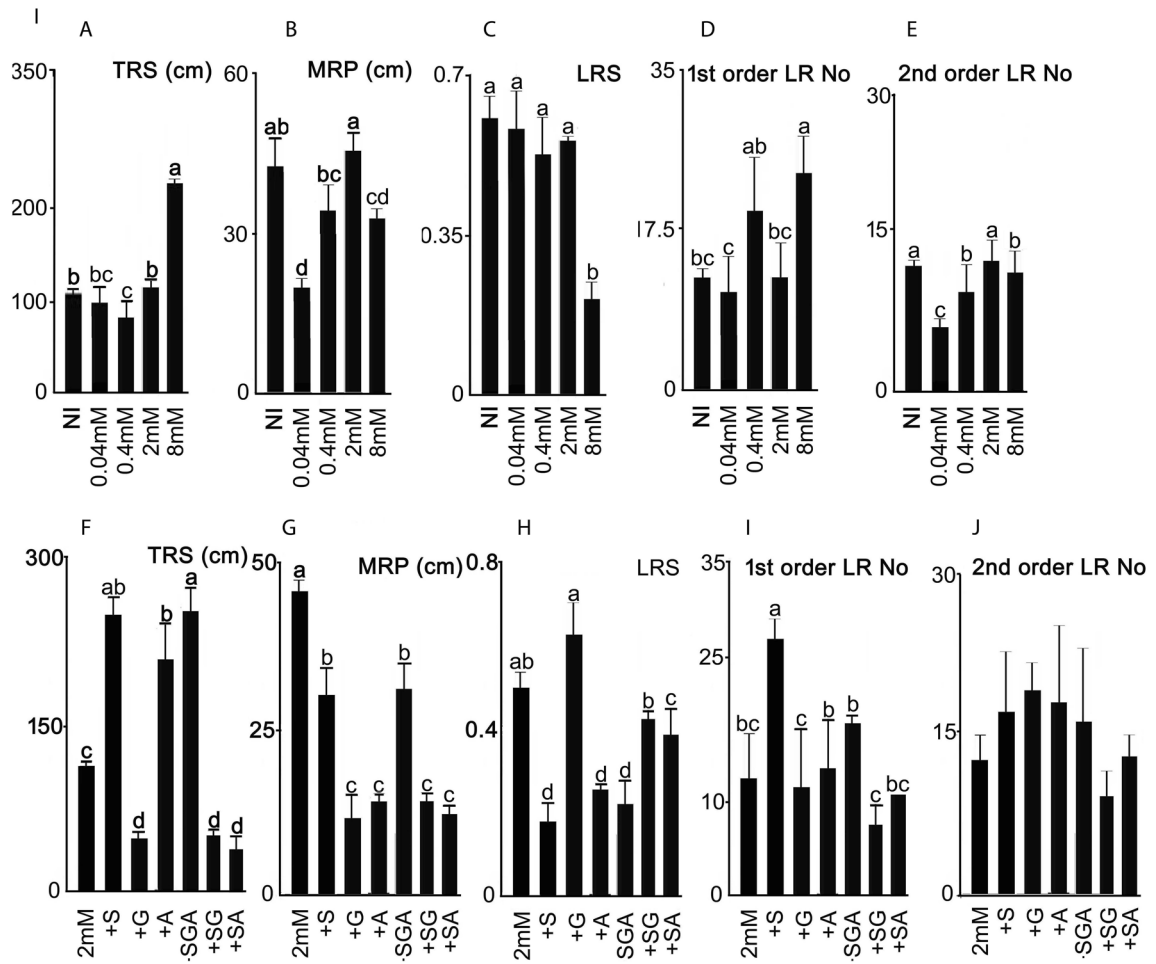 I
A
TRS (cm)
350
200
100
0
b
bc
c
b
a
NI
0.04mM
0.4mM
2mM
8mM
B
MRP (cm)
60
30
0
ab
d
bc
a
cd
NI
0.04mM
0.4mM
2mM
8mM
C
LRS
0.7
0.35
0
a
a
a
a
b
NI
0.04mM
0.4mM
2mM
8mM
D
1st order LR No
35
17.5
0
bc
c
ab
bc
a
NI
0.04mM
0.4mM
2mM
8mM
E
2nd order LR No
30
15
0
a
c
b
a
b
NI
0.04mM
0.4mM
2mM
8mM
F
TRS (cm)
300
150
0
c
ab
d
b
a
d
d
2mM
+S
+G
+A
-SGA
+SG
+SA
G
MRP (cm)
50
25
0
a
b
c
c
b
c
c
2mM
+S
+G
+A
-SGA
+SG
+SA
H
LRS
0.8
0.4
0
ab
d
a
d
d
b
c
2mM
+S
+G
+A
SGA
+SG
+SA
I
1st order LR No
35
25
10
0
bc
a
c
b
b
c
bc
2mM
+S
+G
+A
-SGA
+SG
+SA
J
2nd order LR No
30
15
0
2mM
+S
+G
+A
-SGA
+SG
+SA